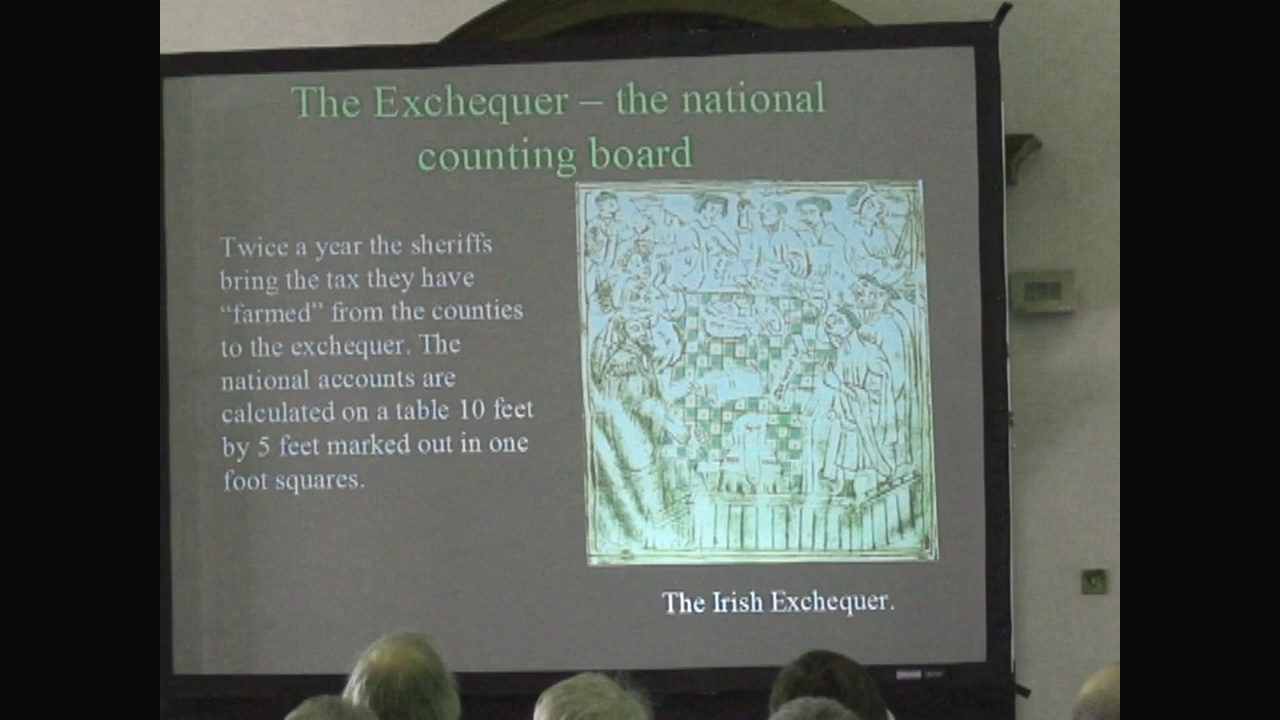 The Exchequer – the national
counting board
Twice a year the sheriffs
bring the tax they have
“farmed” from the counties
to the exchequer. The
national accounts are
calculated on a table 10 feet
by 5 feet marked out in one
foot squares.
The Irish Exchequer.